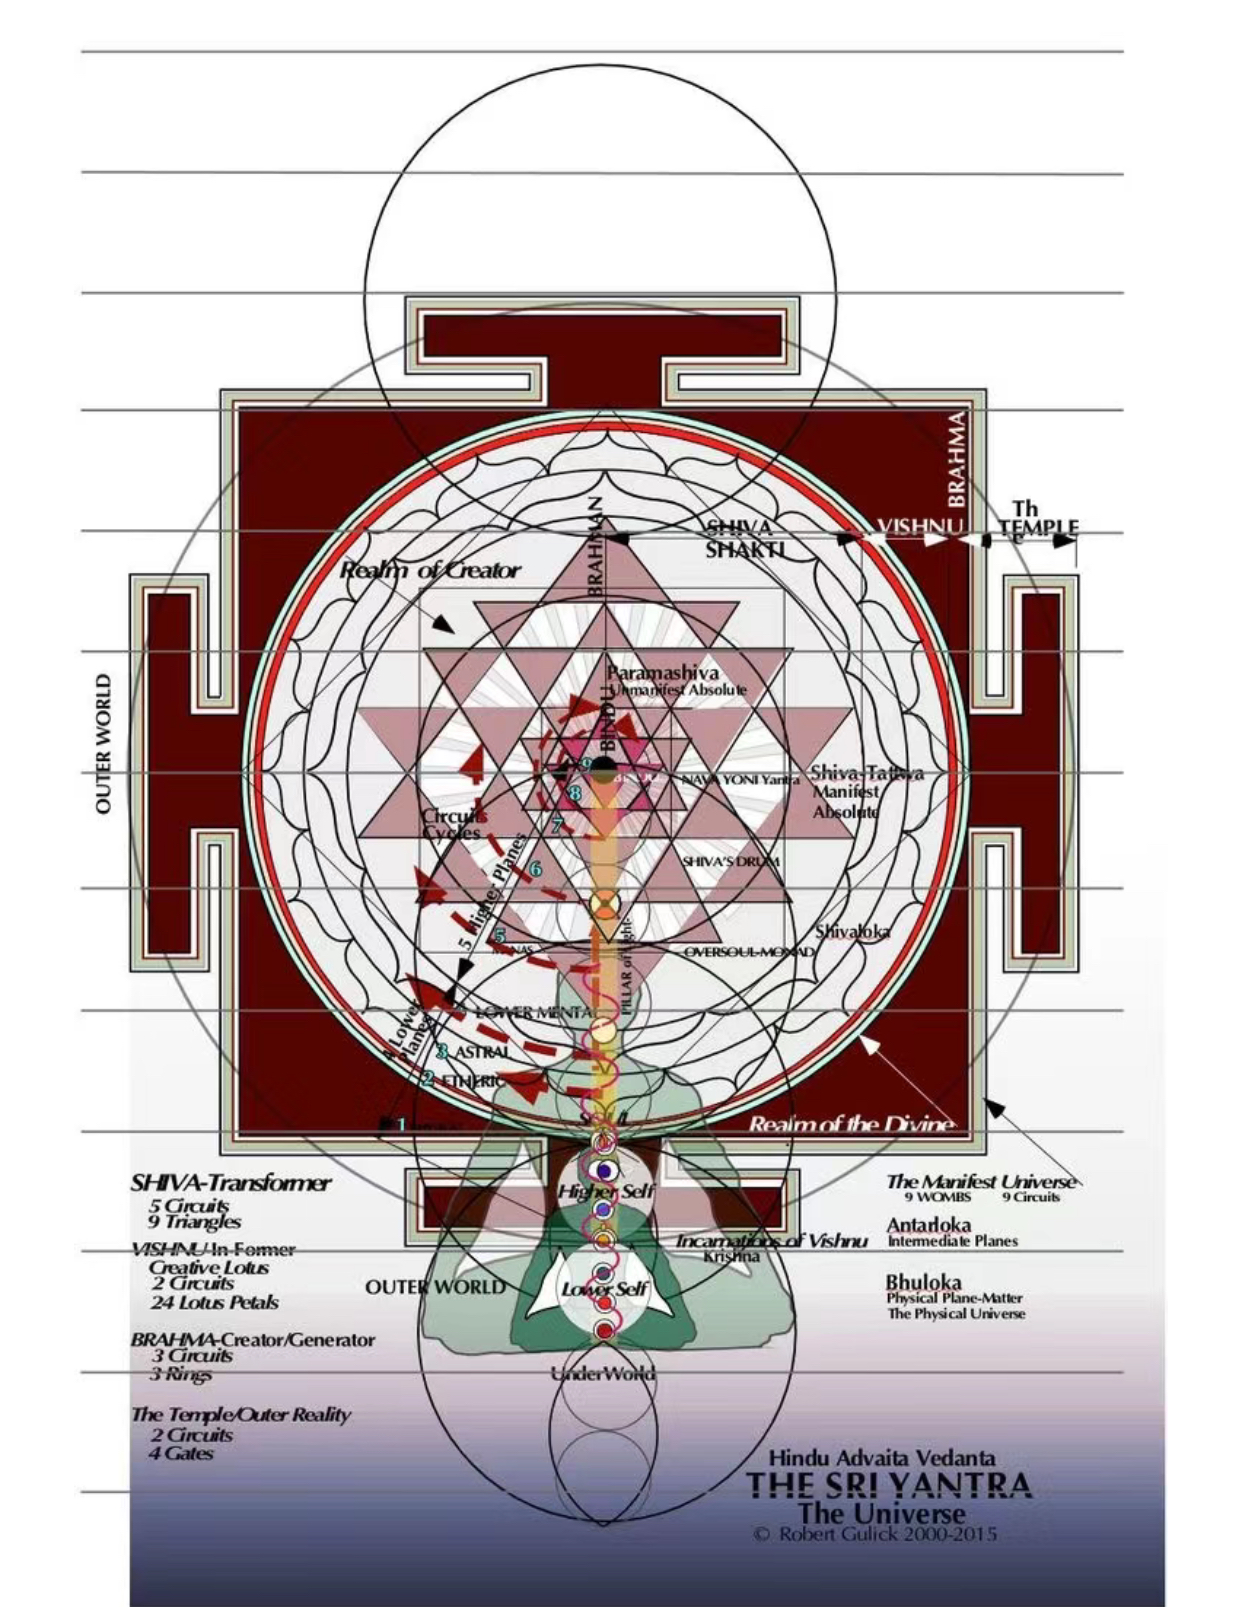 BRAHMA
BRAHMAN
SHIVA
SHAKTI
VISHNU
Th
TEMPLE
e
Realm of Creator
OUTER WORLD
Paramashiva
Unmanifest Absolute
BINDU
9
8
7
6
5
NAVA YONI Yantra
Shiva-Tattwa
Manifest
Absolute
Circuits
Cycles
5 Higher Planes
SHIVA'S DRUM
Shivaloka
MANAS
OVERSOUL-MONAD
PILLAR of Light-
LOWER MENTAL
4 Lower
Planes
3 ASTRAL
2 ETHERIC
1
Realm of the Divine
Higher Self
Lower Self
OUTER WORLD
UnderWorld
Incarnations of Vishnu
Krishna
SHIVA-Transformer
5 Circuits
9 Triangles
VISHNU-In-Former
Creative Lotus
2 Circuits
24 Lotus Petals
BRAHMA-Creator/Generator
3 Circuits
3 Rings
The Temple/Outer Reality
2 Circuits
4 Gates
The Manifest Universe
9 WOMBS 9 Circuits
Antarloka
Intermediate Planes
Bhuloka
Physical Plane-Matter
The Physical Universe
Hindu Advaita Vedanta
THE SRI YANTRA
The Universe
© Robert Gulick 2000-2015